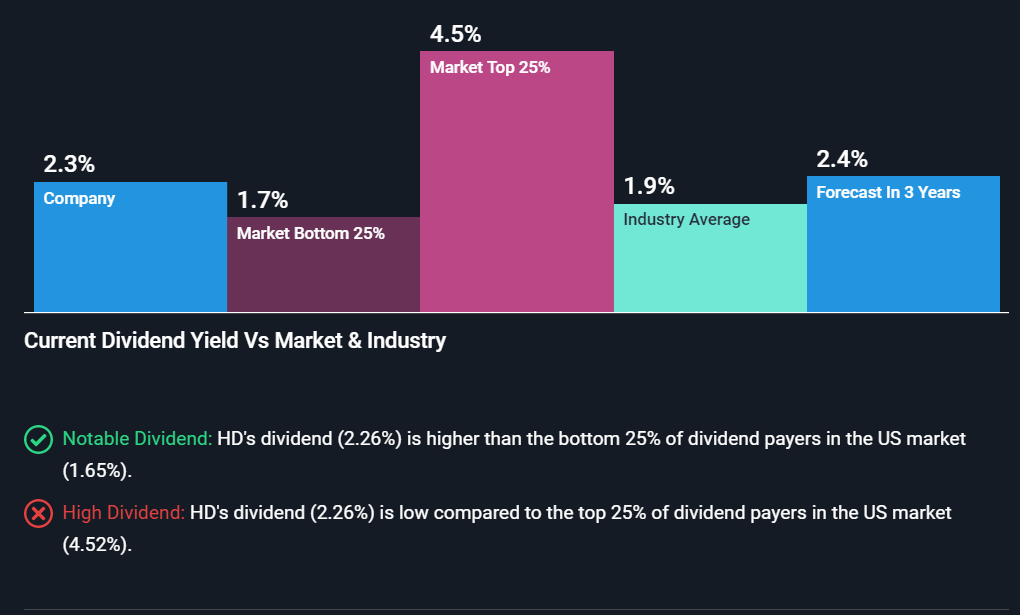 4.5%
Market Top 25%
2.3%
Company
1.7%
Market Bottom 25%
1.9%
Industry Average
2.4%
Forecast In 3 Years
Current Dividend Yield Vs Market & Industry
Notable Dividend: HD's dividend (2.26%) is higher than the bottom 25% of dividend payers in the US market
(1.65%).
High Dividend: HD's dividend (2.26%) is low compared to the top 25% of dividend payers in the US market
(4.52%).